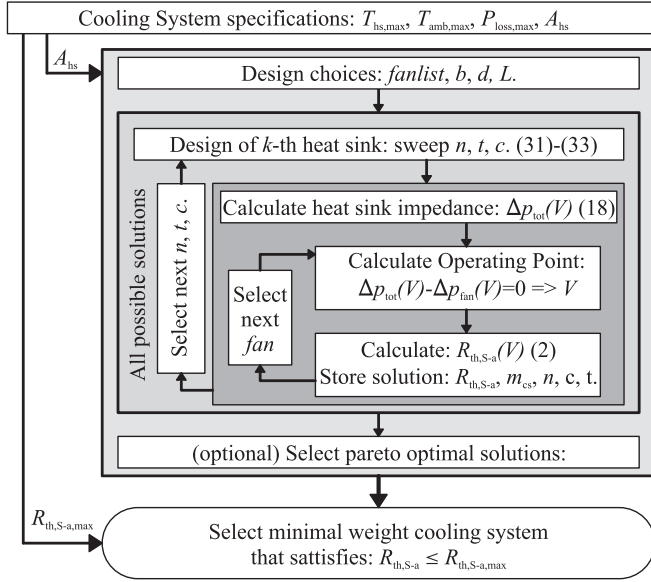 Cooling System specifications: T_hs,max, T_amb,max, P_loss,max, A_hs
A_hs
Design choices: fanlist, b, d, L.
Design of k-th heat sink: sweep n, t, c. (31)-(33)
All possible solutions
Select next n, t, c.
Calculate heat sink impedance: Δp_tot(V) (18)
Select
next
fan
Calculate Operating Point:
Δp_tot(V)-Δp_fan(V)=0 => V
Calculate: R_th,S-a(V) (2)
Store solution: R_th,S-a, m_cs, n, c, t.
(optional) Select pareto optimal solutions:
R_th,S-a,max
Select minimal weight cooling system
that sattisfies: R_th,S-a ≤ R_th,S-a,max